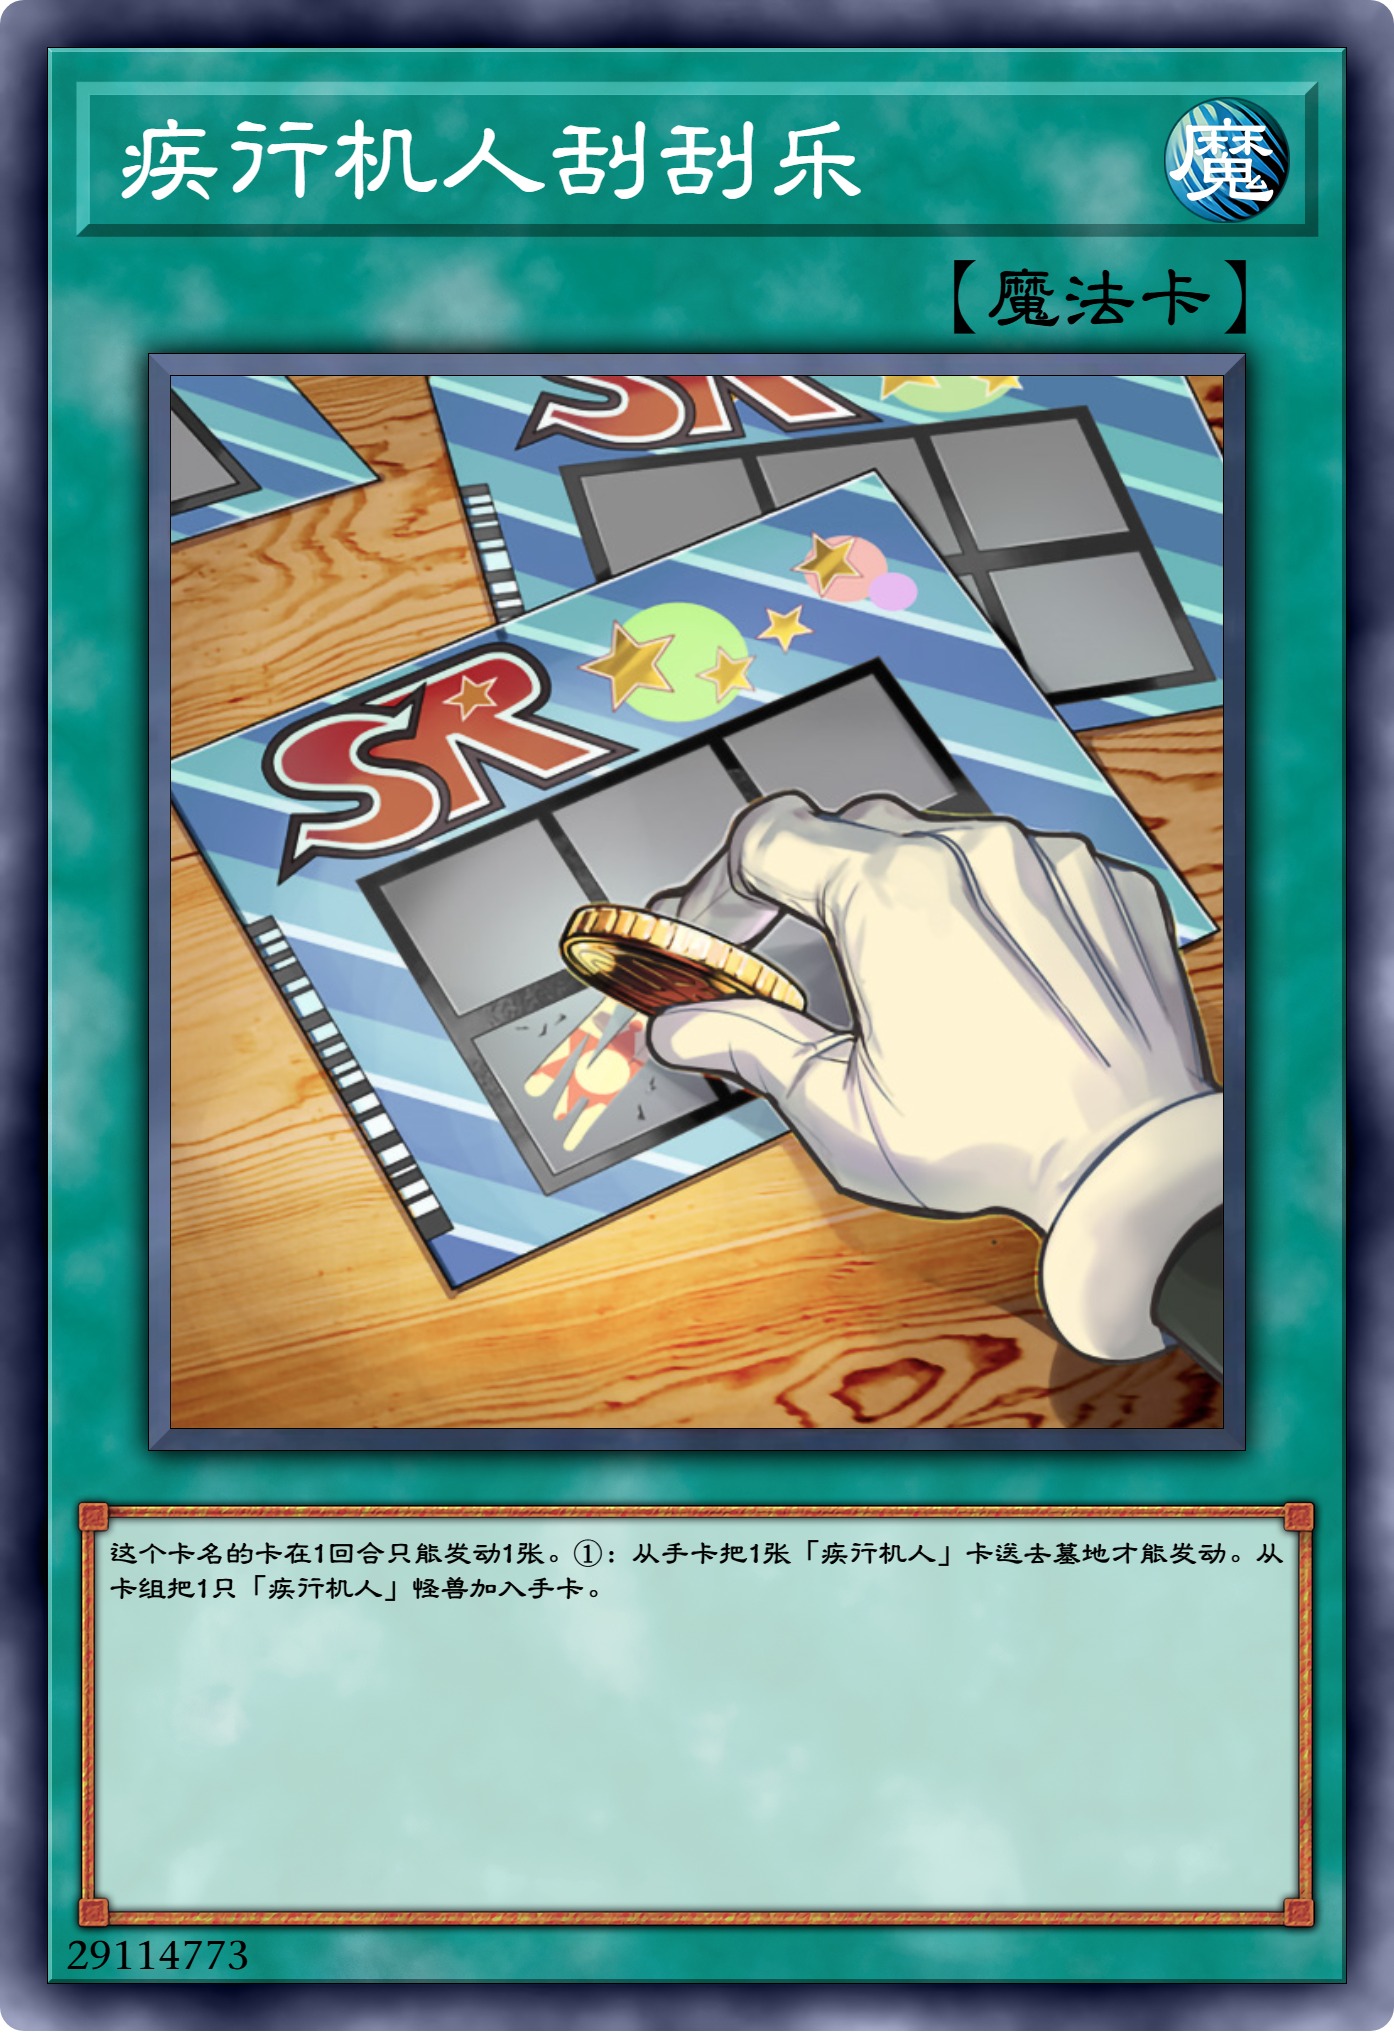 疾行机人刮刮乐
魔
【魔法卡】
SR
SR
这个卡名的卡在1回合只能发动1张。①：从手卡把1张「疾行机人」卡送去墓地才能发动。从
卡组把1只「疾行机人」怪兽加入手卡。
29114773